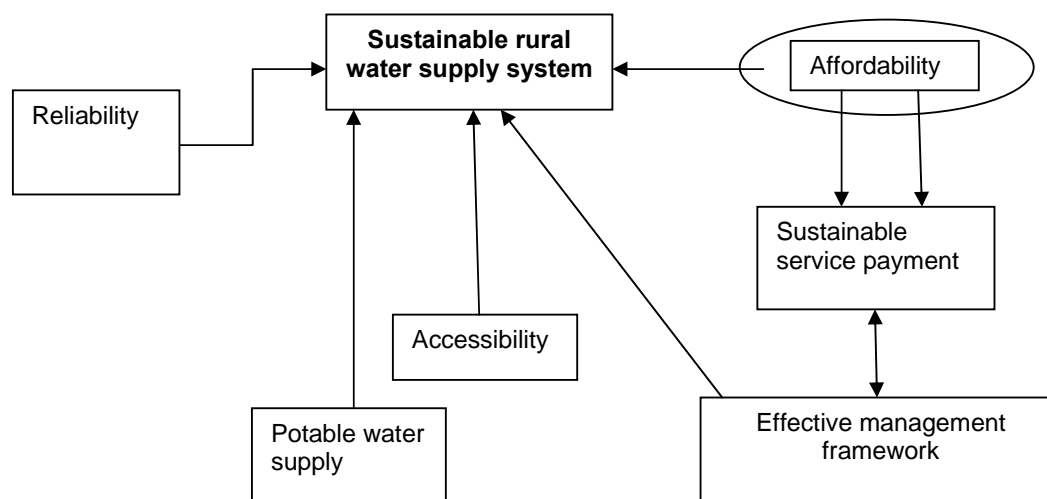 Sustainable rural
water supply system
Affordability
Reliability
Sustainable
service payment
Accessibility
Potable water
supply
Effective management
framework